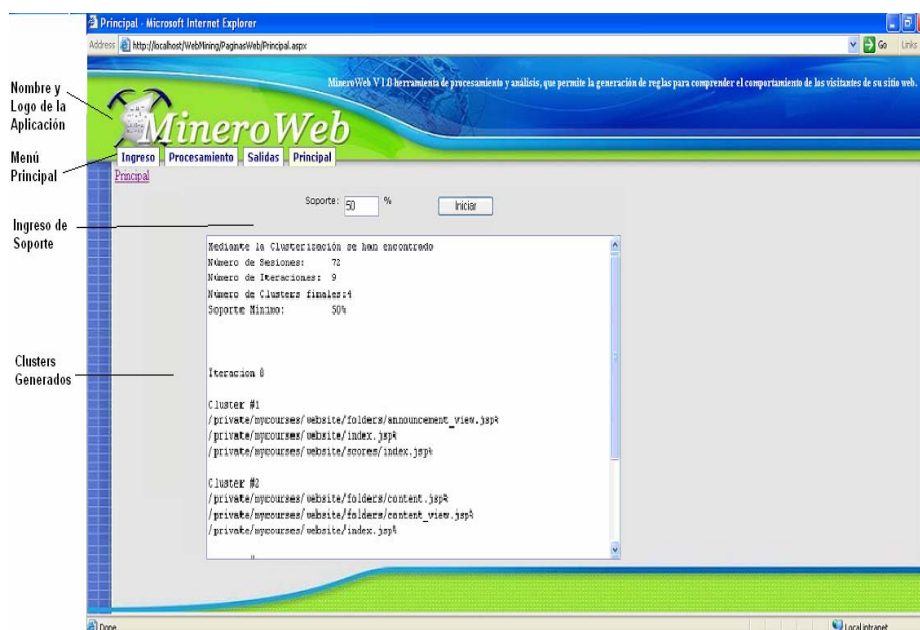 Principal - Microsoft Internet Explorer
Address http://localhost/WebMining/PaginasWeb/Principal.aspx Go Links
MineroWeb V 1.0 herramienta de procesamiento y análisis, que permite la generación de reglas para comprender el comportamiento de los visitantes de su sitio web.
Nombre y
Logo de la
Aplicación
MineroWeb
Menú
Principal
Ingreso Procesamiento Salidas Principal
Principal
Soporte: 50 % Iniciar
Ingreso de
Soporte
Mediante la Clusterización se han encontrado
Número de Sesiones: 72
Número de Iteraciones: 9
Número de Clusters finales:4
Soporte Mínimo: 50%
Clusters
Generados
Iteracion 8
Cluster #1
/private/mycourses/website/folders/announcement_view.jsp%
/private/mycourses/website/index.jsp%
/private/mycourses/website/scores/index.jsp%
Cluster #2
/private/mycourses/website/folders/content.jsp%
/private/mycourses/website/folders/content_view.jsp%
/private/mycourses/website/index.jsp%
Done Local intranet